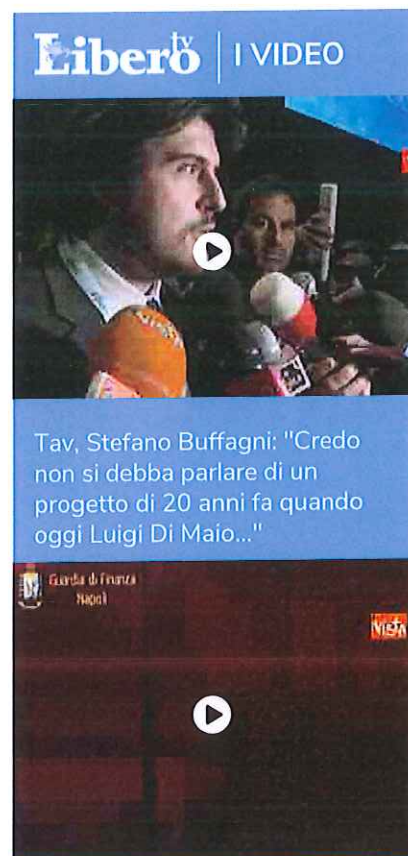 Libero tv | I VIDEO
Tav, Stefano Buffagni: "Credo
non si debba parlare di un
progetto di 20 anni fa quando
oggi Luigi Di Maio..."
Guardia di Finanza
Napoli
VISTA